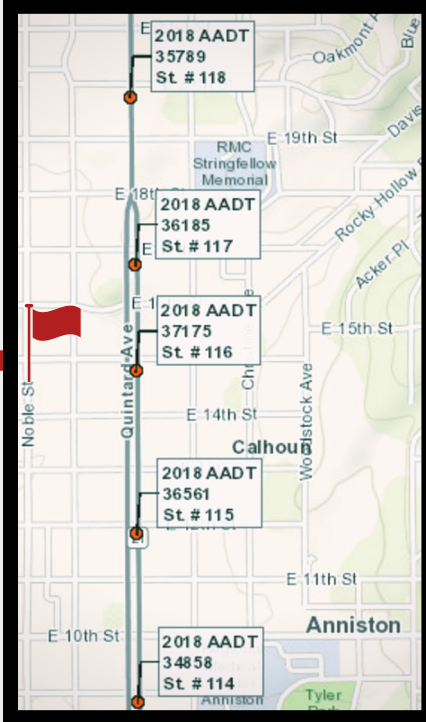 2018 AADT
35789
St. # 118
Oakmont
Blue
Davis
E 19th St
RMC
Stringfellow
Memorial
E 18th St
2018 AADT
36185
St. # 117
Rocky Hollow
Acker Pl
2018 AADT
37175
St. # 116
E 15th St
Quintard Ave
Noble St
Woodstock Ave
E 14th St
Calhoun
2018 AADT
36561
St. # 115
E 11th St
Anniston
E 10th St
2018 AADT
34858
St. # 114
Anniston
Tyler
Park